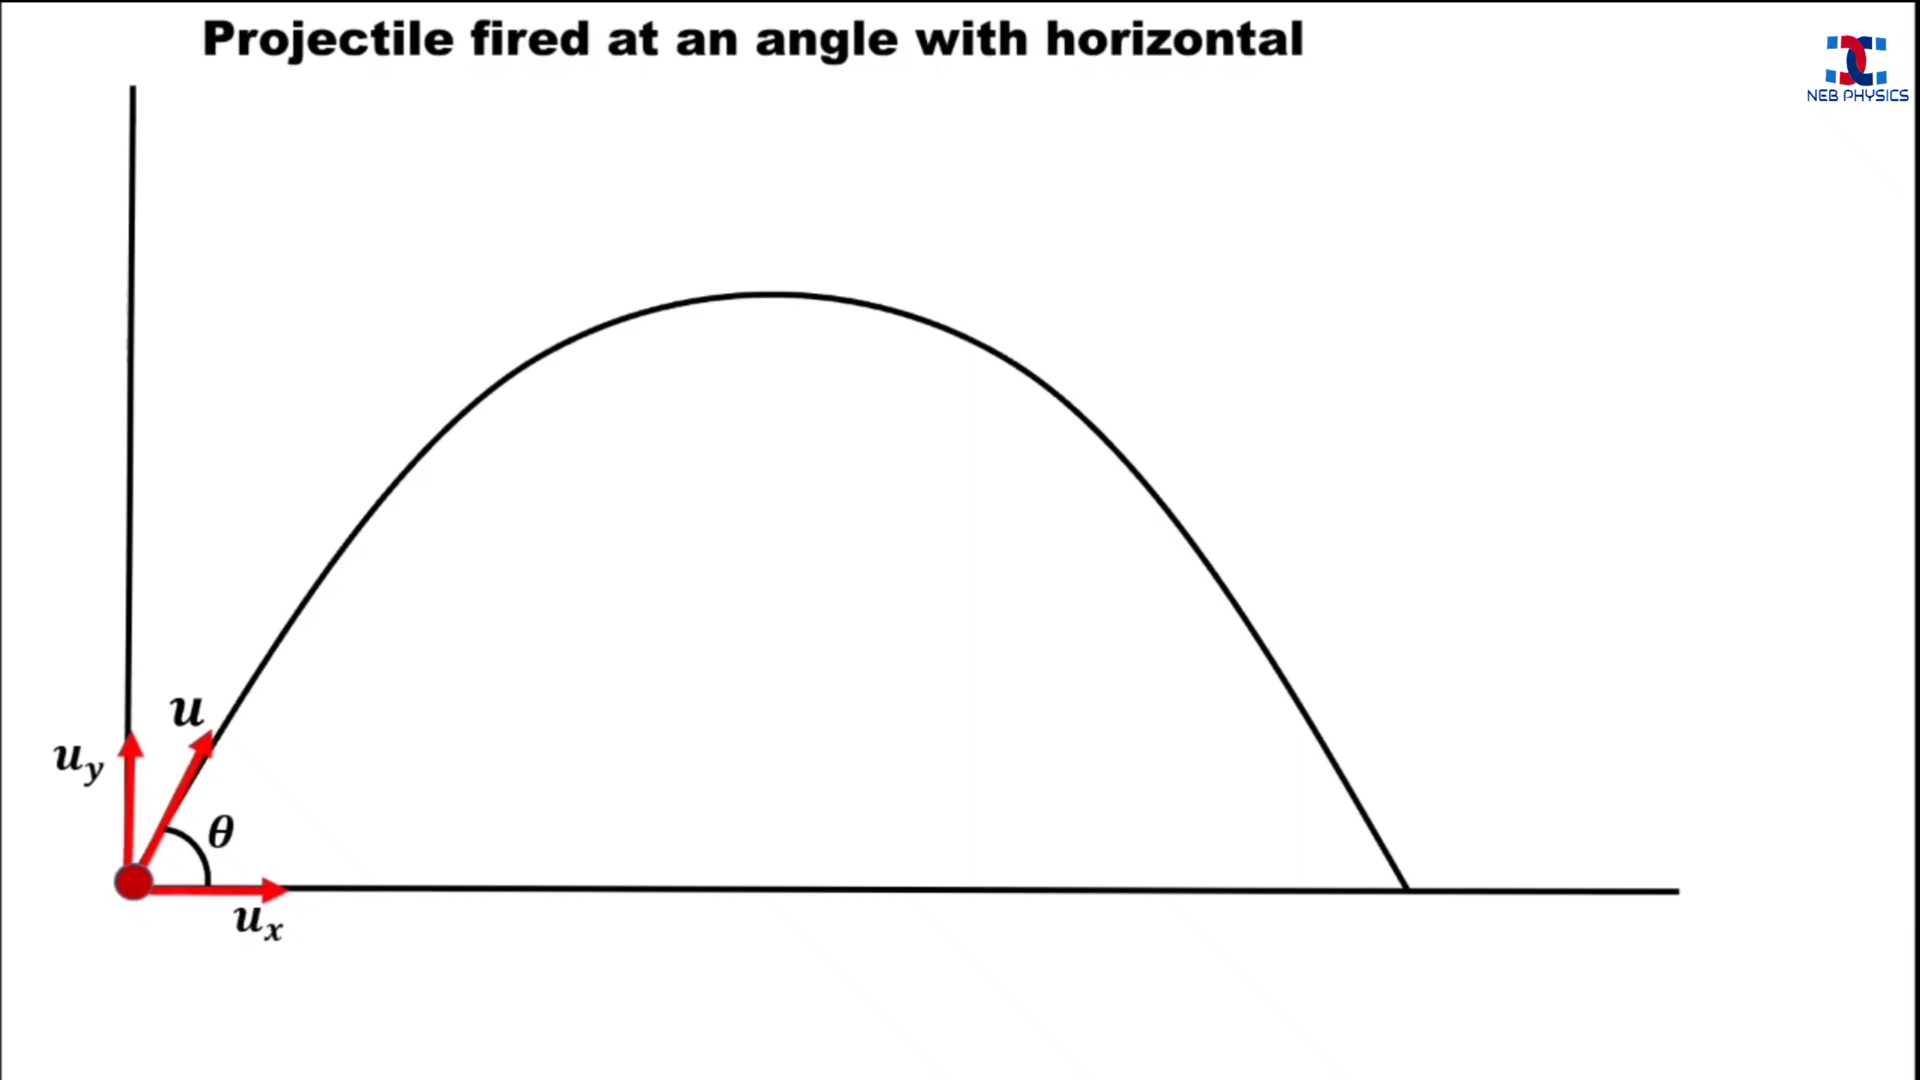 Projectile fired at an angle with horizontal
NEB PHYSICS
u
u_y
θ
u_x